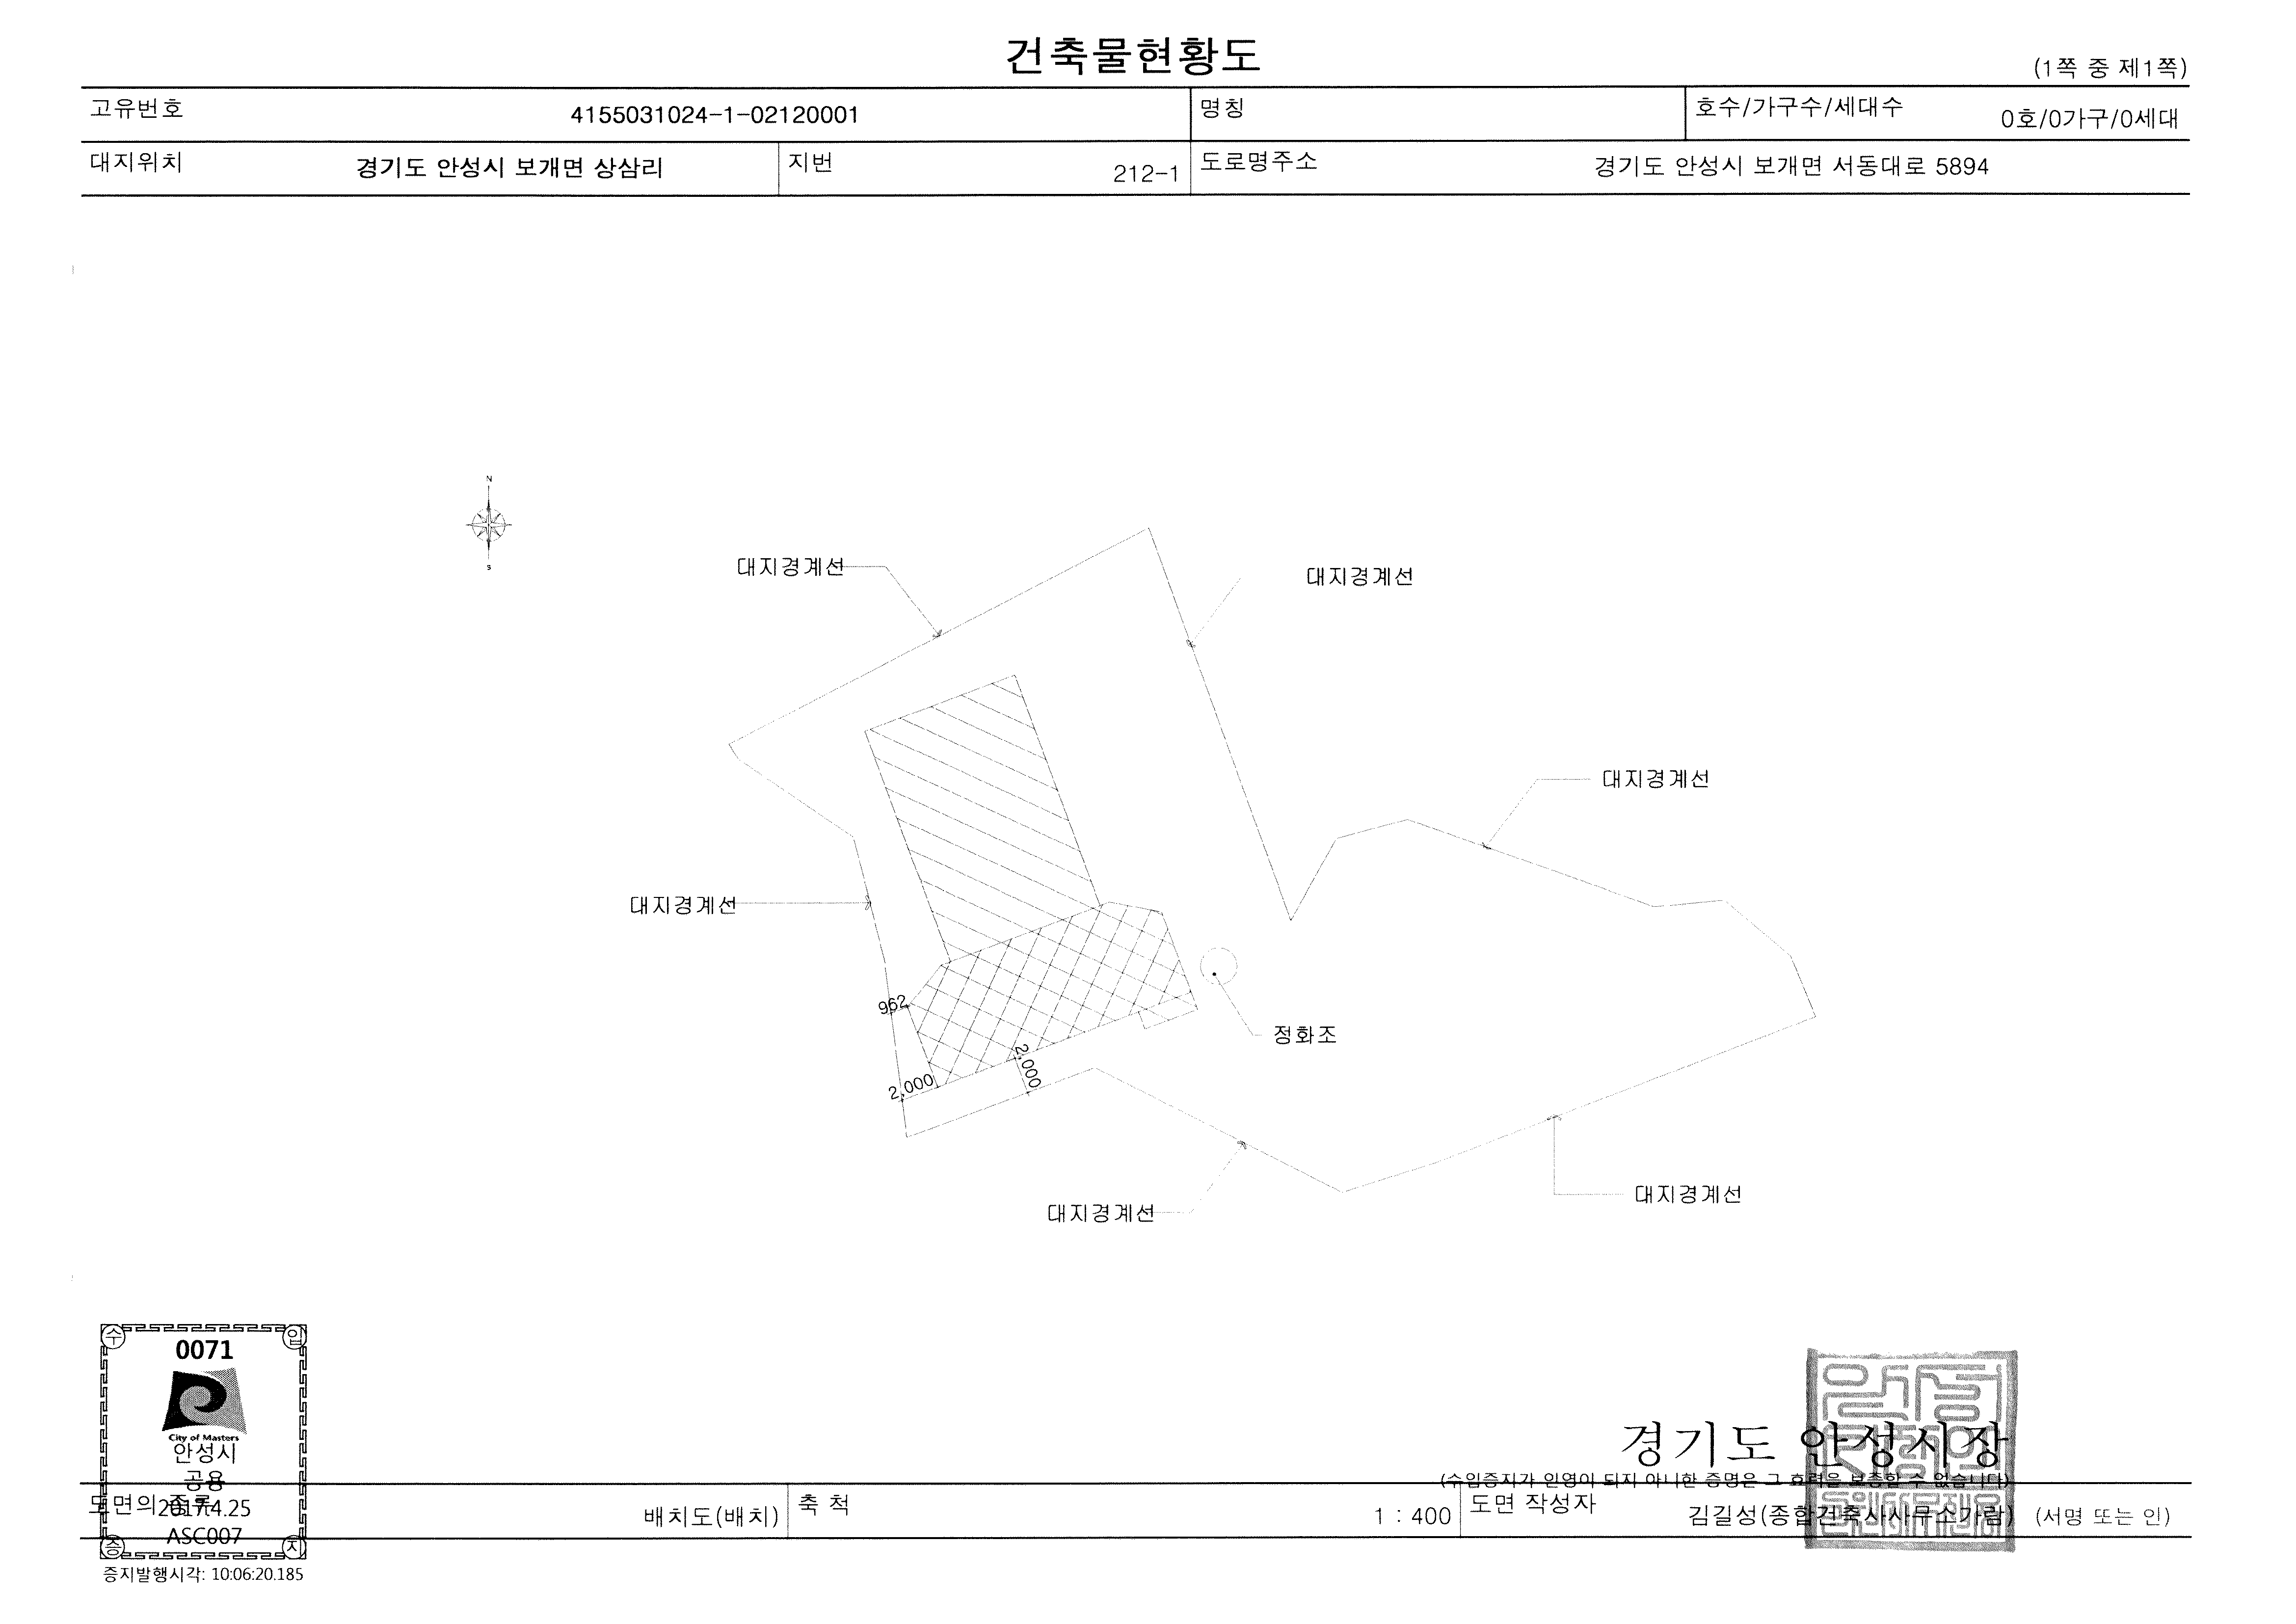 건축물현황도
(1쪽 중 제1쪽)
고유번호 4155031024-1-02120001 명칭 호수/가구수/세대수 0호/0가구/0세대
대지위치 경기도 안성시 보개면 상삼리 지번 212-1 도로명주소 경기도 안성시 보개면 서동대로 5894
N
S
대지경계선
대지경계선
대지경계선
대지경계선
962
정화조
2,000
2,000
대지경계선
대지경계선
수 입
0071
City of Masters
안성시
공용
2017.4.25
ASC007
증 지
증지발행시각: 10:06:20.185
경기도 안성시장
(수입증지가 인영이 되지 아니한 증명은 그 효력을 보증할 수 없습니다)
도면의 종류 배치도(배치) 축 척 1 : 400 도면 작성자 김길성(종합건축사사무소가람) (서명 또는 인)